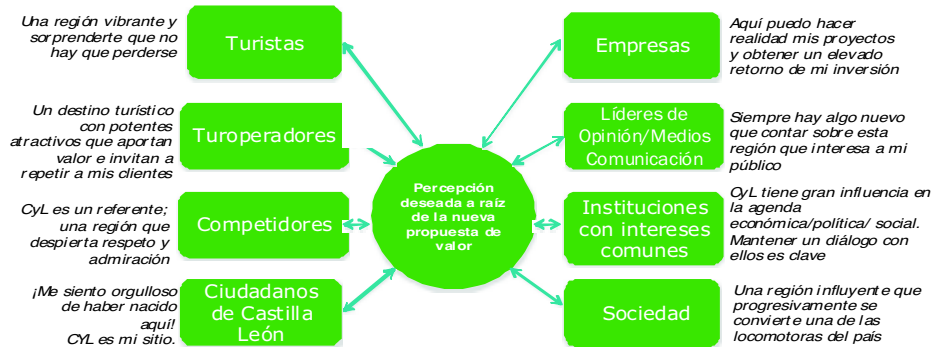 Una región vibrante y
sorprendente que no
hay que perderse
Turistas
Un destino turístico
con potentes
atractivos que aportan
valor e invitan a
repetir a mis clientes
Turoperadores
CyL es un referente;
una región que
despierta respeto y
admiración
Competidores
¡Me siento orgulloso
de haber nacido
aquí!
CYL es mi sitio.
Ciudadanos
de Castilla
León
Percepción
deseada a raíz
de la nueva
propuesta de
valor
Empresas
Aquí puedo hacer
realidad mis proyectos
y obtener un elevado
retorno de mi inversión
Líderes de
Opinión/Medios
Comunicación
Siempre hay algo nuevo
que contar sobre esta
región que interesa a mi
público
Instituciones
con intereses
comunes
CyL tiene gran influencia en
la agenda
económica/política/ social.
Mantener un diálogo con
ellos es clave
Sociedad
Una región influyente que
progresivamente se
convierte una de las
locomotoras del país